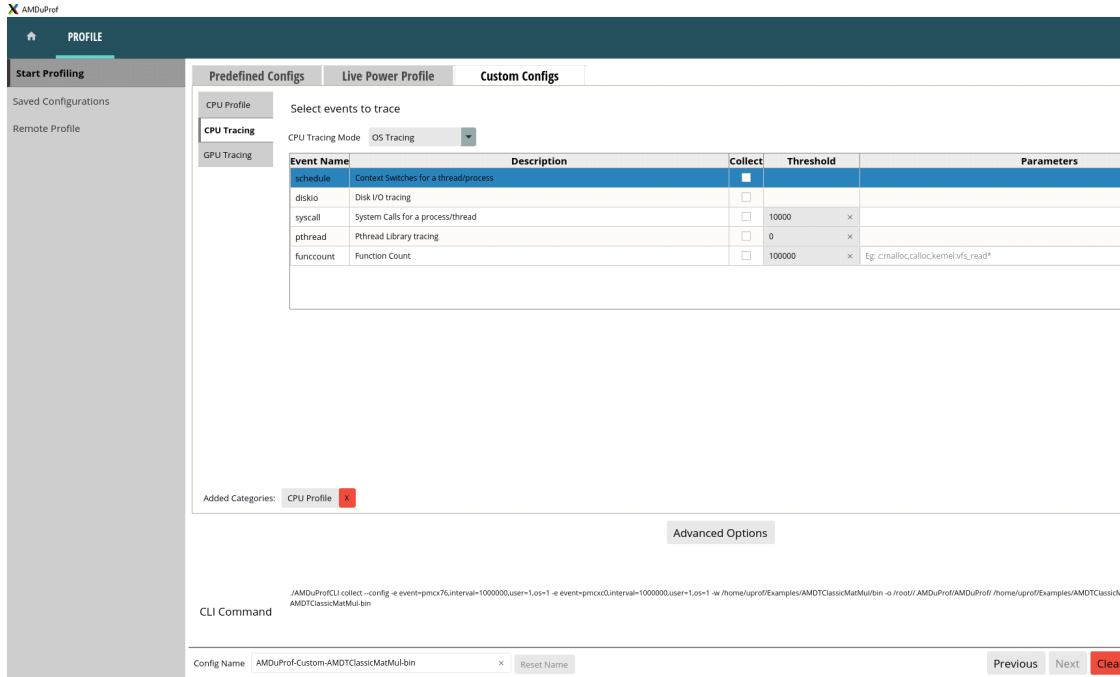 AMDuProf
PROFILE
Start Profiling
Saved Configurations
Remote Profile
Predefined Configs
Live Power Profile
Custom Configs
CPU Profile
CPU Tracing
GPU Tracing
Select events to trace
CPU Tracing Mode OS Tracing
Event Name Description Collect Threshold Parameters
schedule Context Switches for a thread/process
diskio Disk I/O tracing
syscall System Calls for a process/thread 10000 ×
pthread Pthread Library tracing 0 ×
funccount Function Count 100000 × Eg: c:malloc,calloc,kernel:vfs_read*
Added Categories: CPU Profile X
Advanced Options
CLI Command
./AMDuProfCLI collect --config -e event=pmcx76,interval=1000000,user=1,os=1 -e event=pmcxc0,interval=1000000,user=1,os=1 -w /home/uprof/Examples/AMDTClassicMatMul/bin -o /root//.AMDuProf/AMDuProf/ /home/uprof/Examples/AMDTClassicM
AMDTClassicMatMul-bin
Config Name AMDuProf-Custom-AMDTClassicMatMul-bin × Reset Name
Previous Next Clea